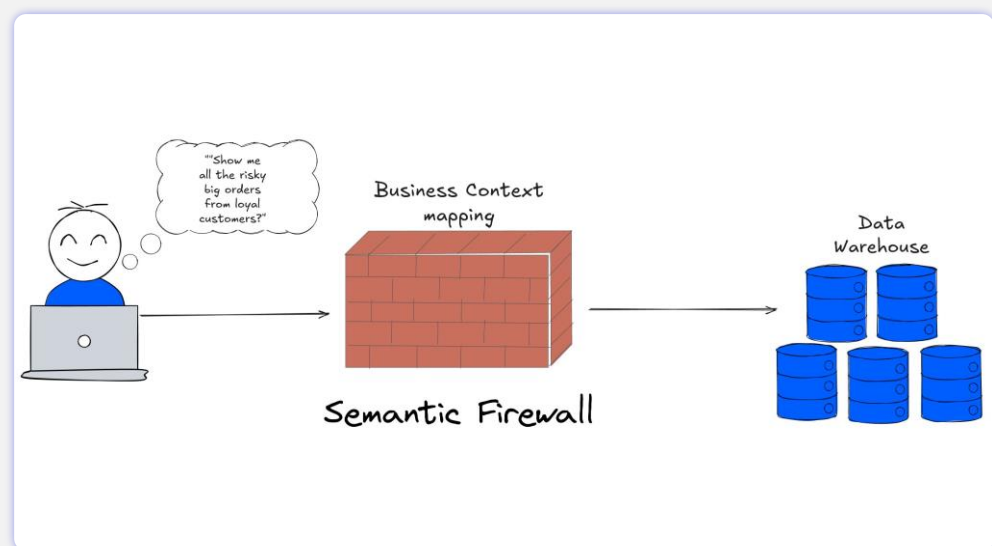 ""Show me
all the risky
big orders
from loyal
customers?"
Business Context
mapping
Data
Warehouse
Semantic Firewall